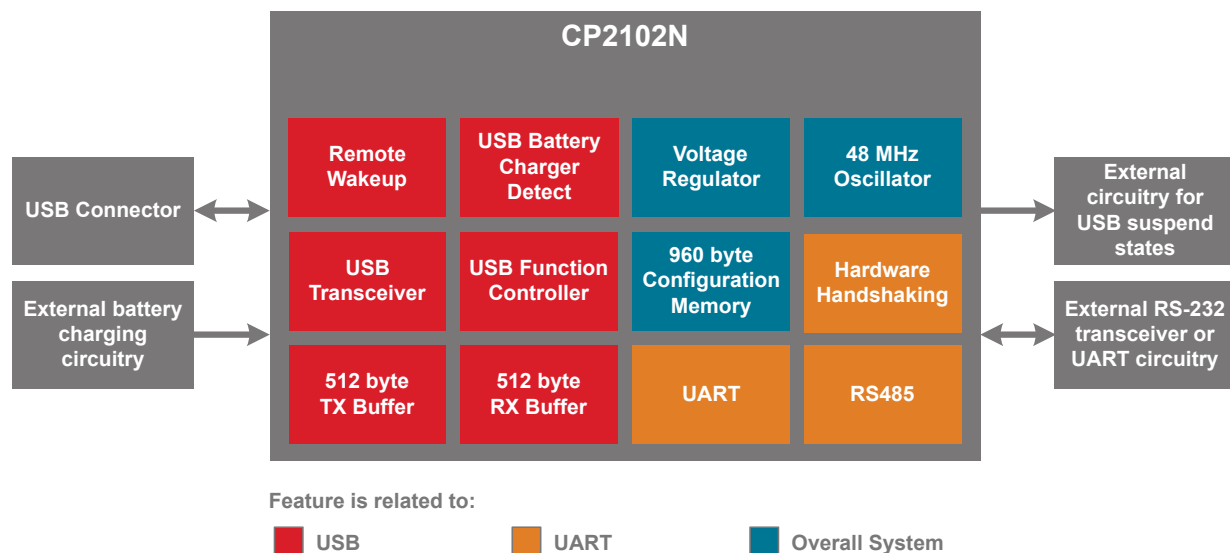 CP2102N
Remote
Wakeup
USB Battery
Charger
Detect
Voltage
Regulator
48 MHz
Oscillator
USB Connector
External
circuitry for
USB suspend
states
USB
Transceiver
USB Function
Controller
960 byte
Configuration
Memory
Hardware
Handshaking
External battery
charging
circuitry
External RS-232
transceiver or
UART circuitry
512 byte
TX Buffer
512 byte
RX Buffer
UART
RS485
Feature is related to:
USB
UART
Overall System